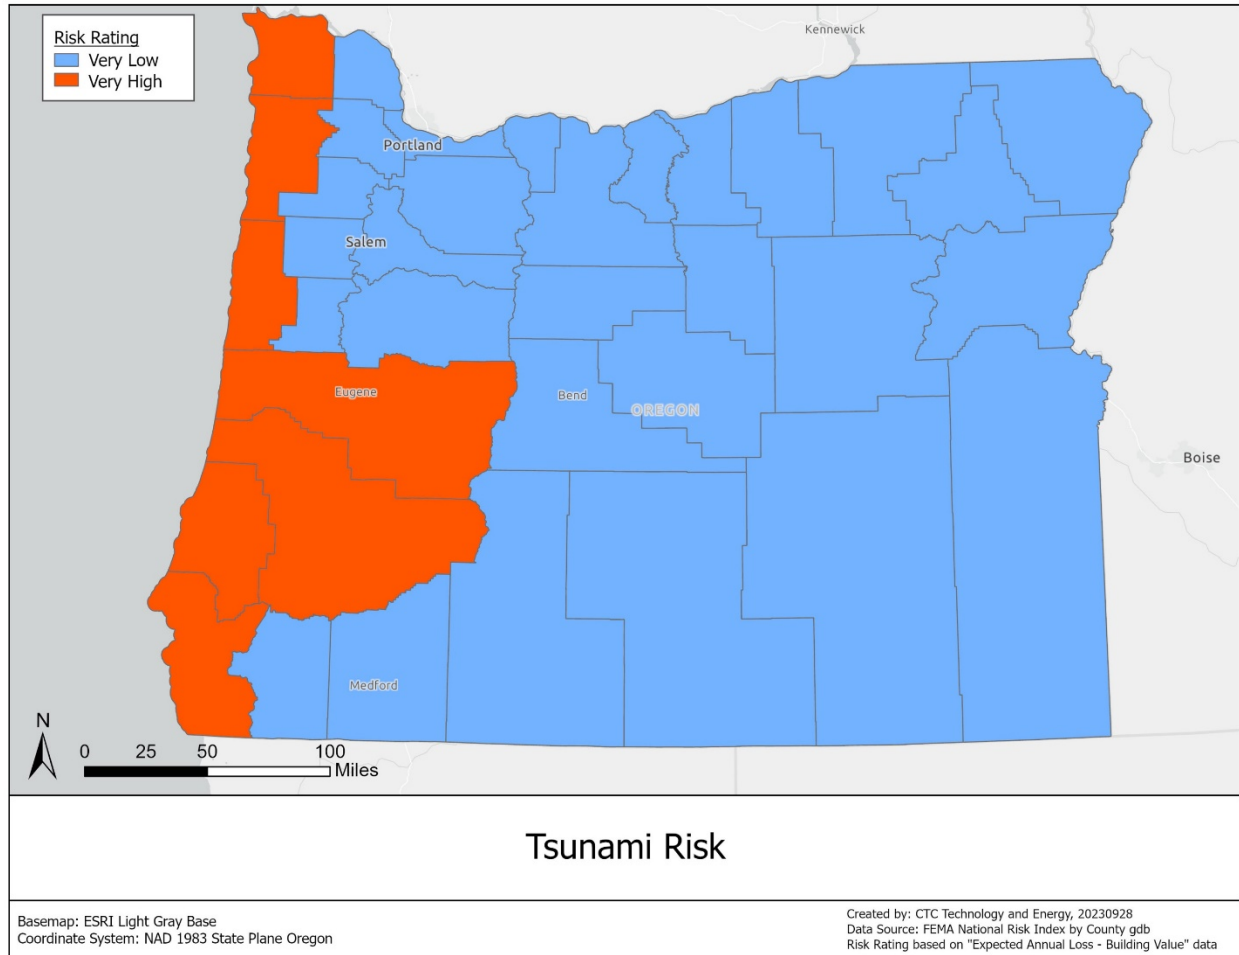 Risk Rating
Very Low
Very High
Kennewick
Portland
Salem
Eugene
Bend
OREGON
Boise
Medford
N
0 25 50 100
Miles
Tsunami Risk
Basemap: ESRI Light Gray Base
Coordinate System: NAD 1983 State Plane Oregon
Created by: CTC Technology and Energy, 20230928
Data Source: FEMA National Risk Index by County gdb
Risk Rating based on "Expected Annual Loss - Building Value" data